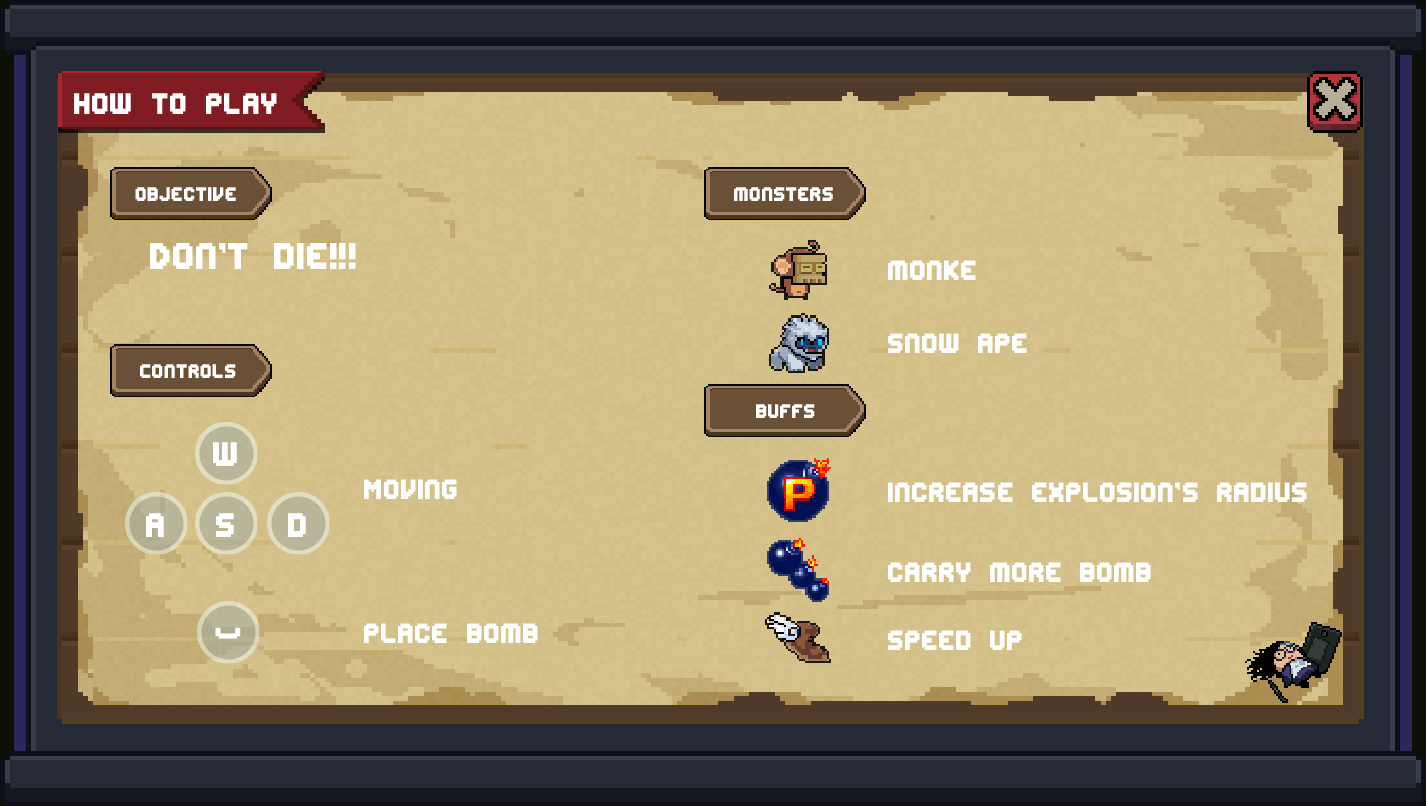 HOW TO PLAY
OBJECTIVE
DON'T DIE!!!
CONTROLS
W
A S D
MOVING
PLACE BOMB
MONSTERS
MONKE
SNOW APE
BUFFS
P
INCREASE EXPLOSION'S RADIUS
CARRY MORE BOMB
SPEED UP